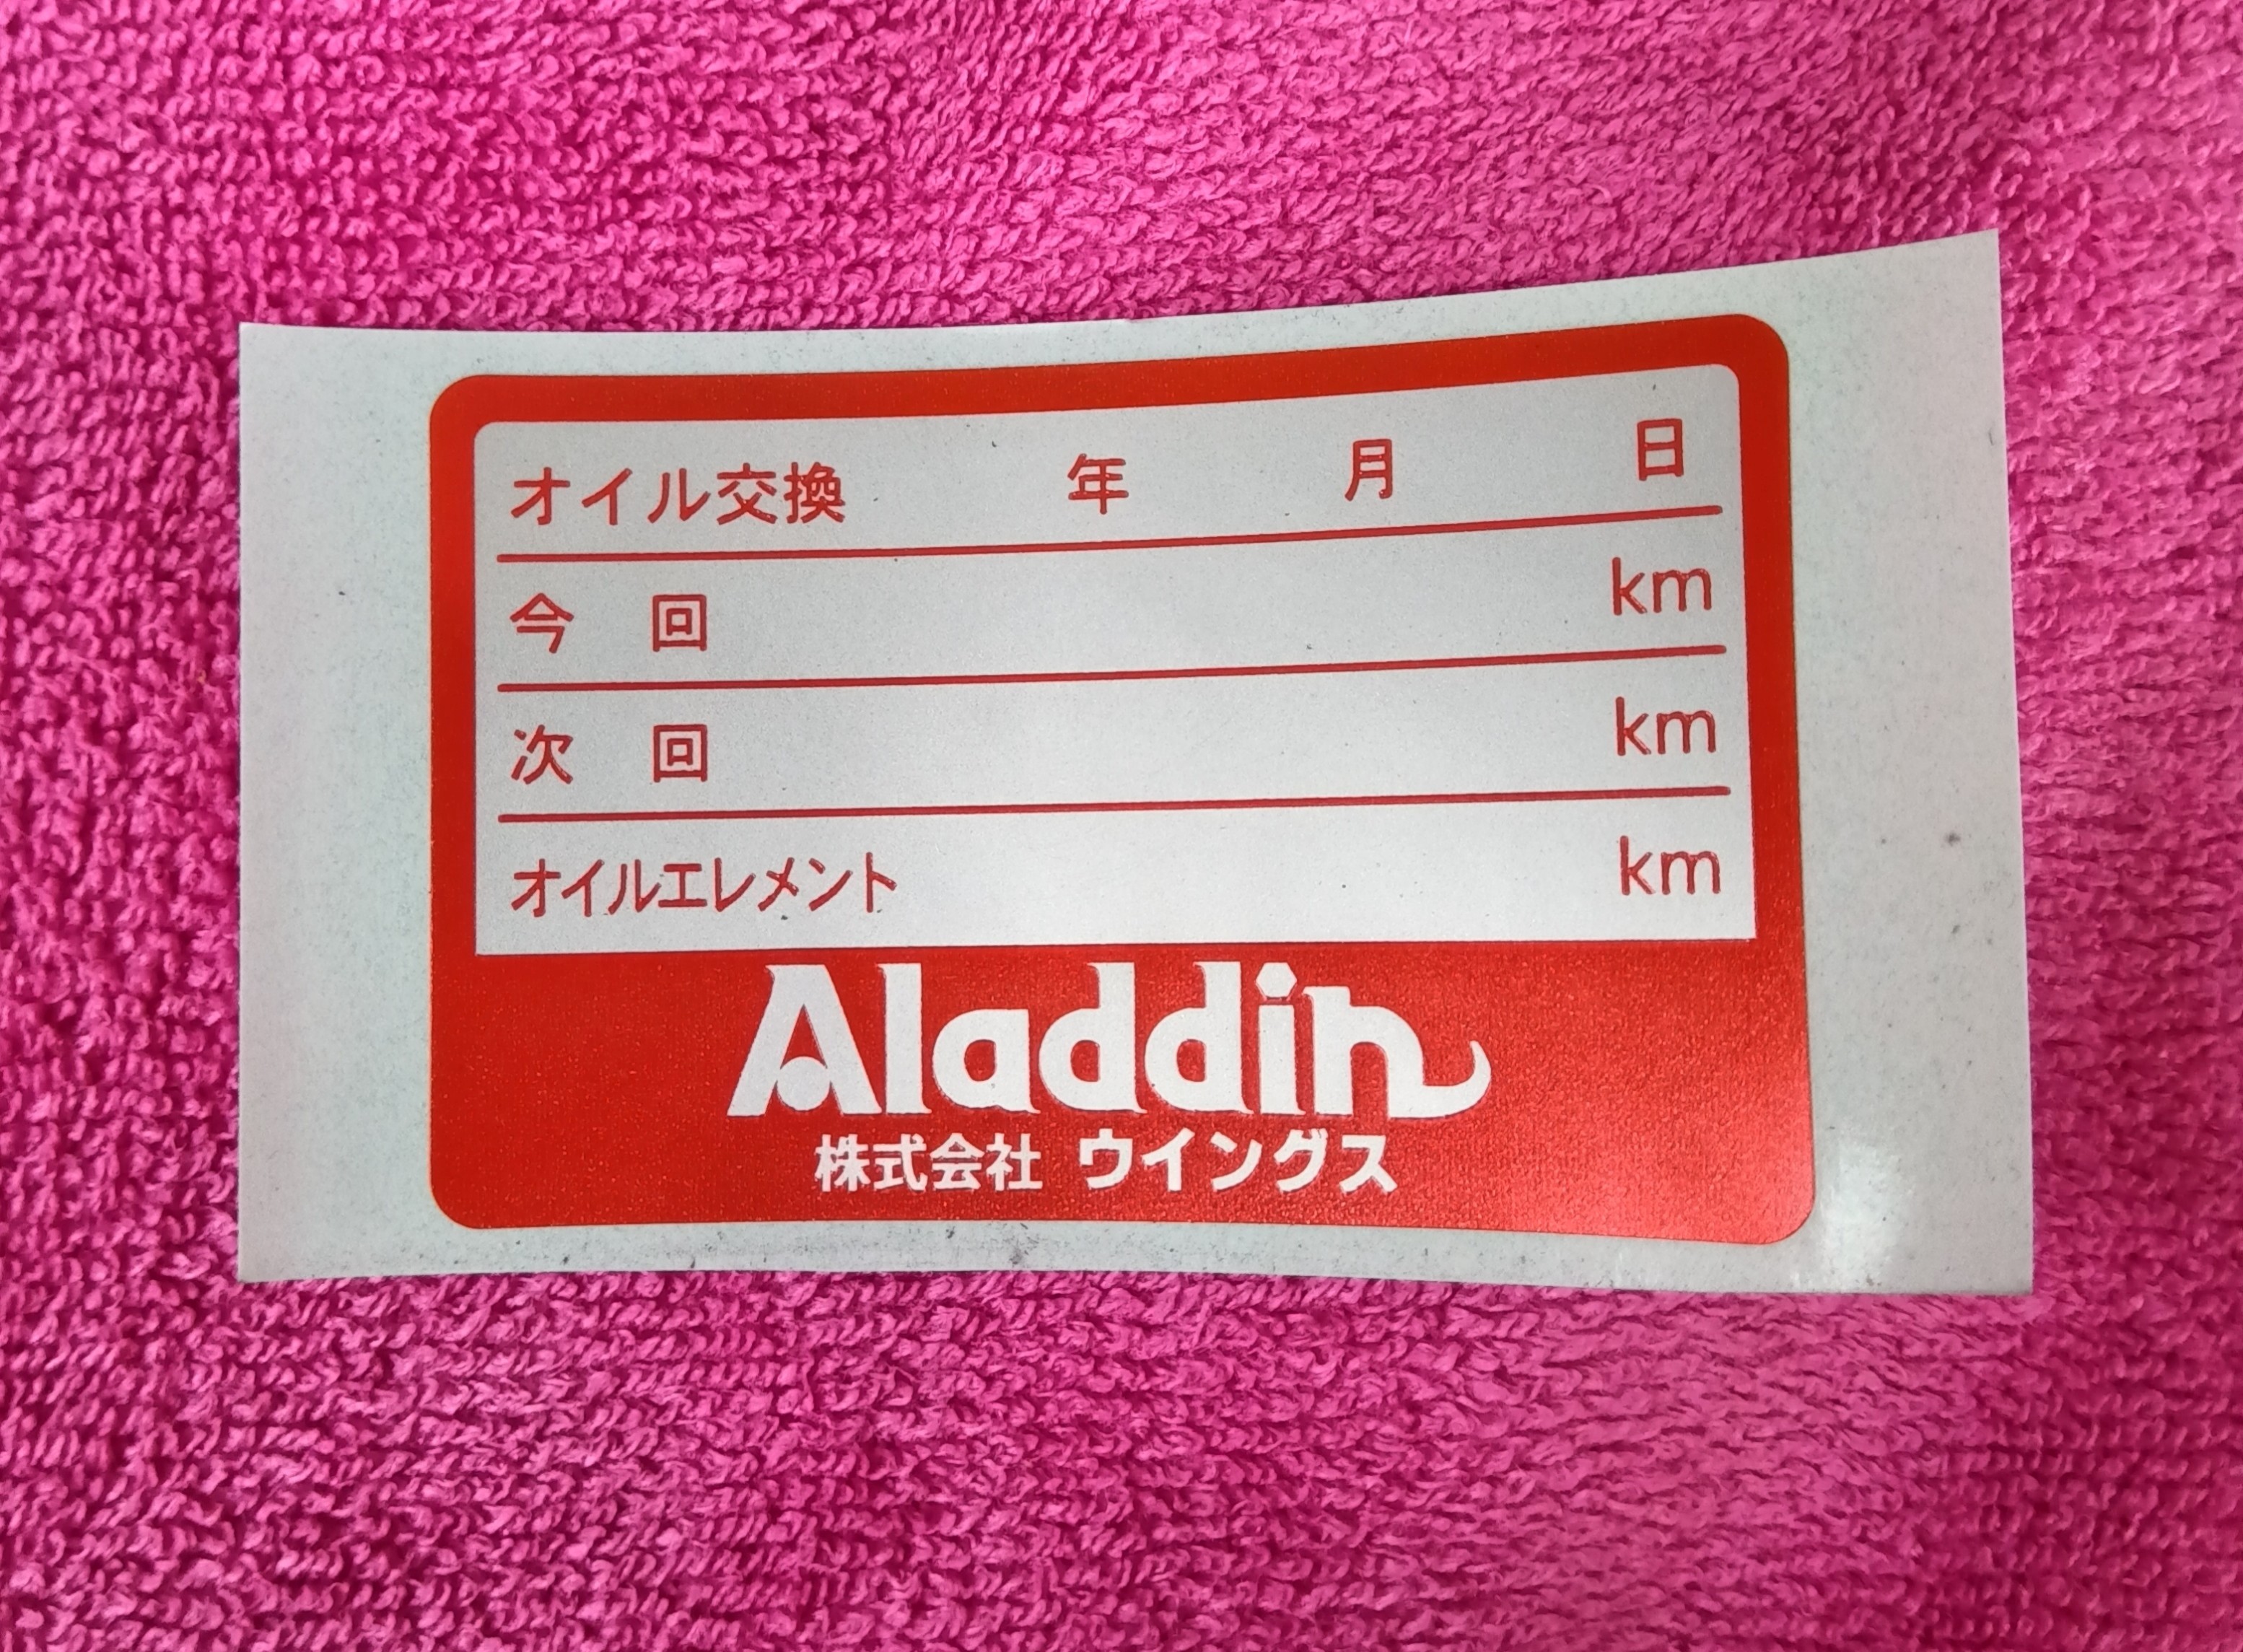 オイル交換 年 月 日
今 回 km
次 回 km
オイルエレメント km
Aladdin
株式会社 ウイングス